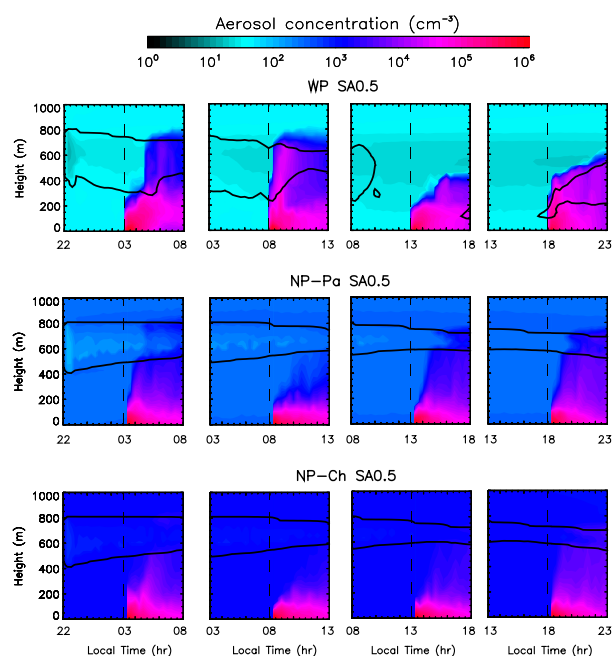 Aerosol concentration (cm⁻³)
10⁰ 10¹ 10² 10³ 10⁴ 10⁵ 10⁶
WP SA0.5
Height (m)
1000
800
600
400
200
0
22 03 08 03 08 13 08 13 18 13 18 23
NP-Pa SA0.5
Height (m)
1000
800
600
400
200
0
22 03 08 03 08 13 08 13 18 13 18 23
NP-Ch SA0.5
Height (m)
1000
800
600
400
200
0
22 03 08 03 08 13 08 13 18 13 18 23
Local Time (hr) Local Time (hr) Local Time (hr) Local Time (hr)